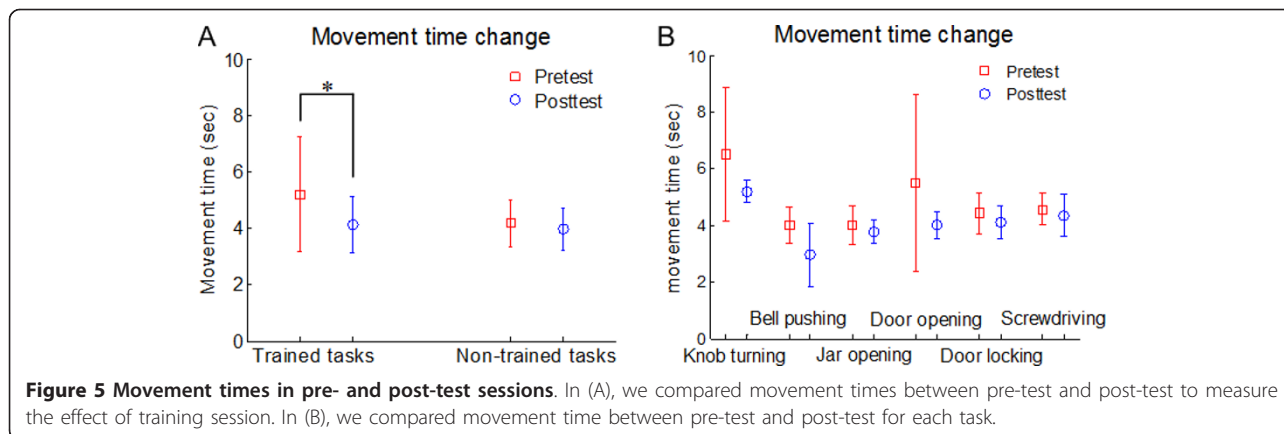 A
Movement time change
Pretest
Posttest
*
Movement time (sec)
10
8
6
4
2
0
Trained tasks
Non-trained tasks
B
Movement time change
Pretest
Posttest
movement time (sec)
10
8
6
4
2
0
Bell pushing
Door opening
Screwdriving
Knob turning
Jar opening
Door locking
Figure 5 Movement times in pre- and post-test sessions. In (A), we compared movement times between pre-test and post-test to measure
the effect of training session. In (B), we compared movement time between pre-test and post-test for each task.